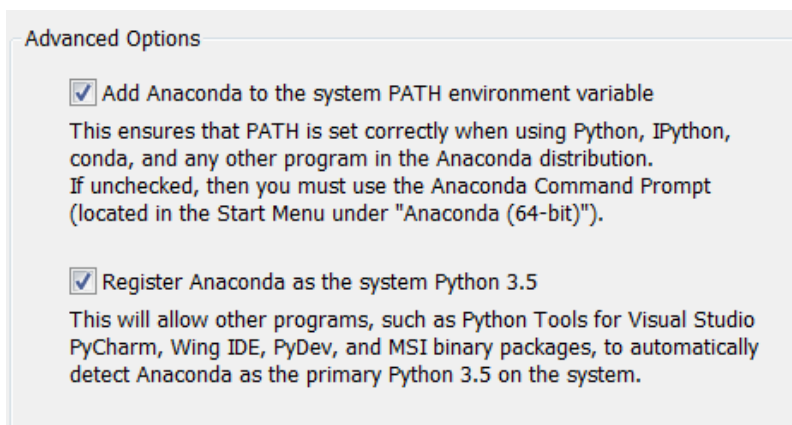 Advanced Options
Add Anaconda to the system PATH environment variable
This ensures that PATH is set correctly when using Python, IPython,
conda, and any other program in the Anaconda distribution.
If unchecked, then you must use the Anaconda Command Prompt
(located in the Start Menu under "Anaconda (64-bit)").
Register Anaconda as the system Python 3.5
This will allow other programs, such as Python Tools for Visual Studio
PyCharm, Wing IDE, PyDev, and MSI binary packages, to automatically
detect Anaconda as the primary Python 3.5 on the system.